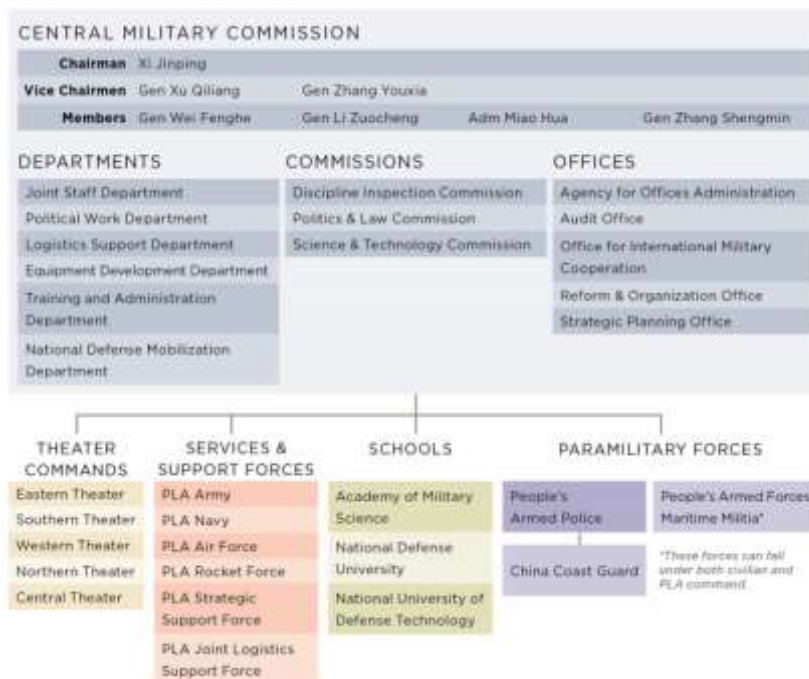 CENTRAL MILITARY COMMISSION
Chairman Xi Jinping
Vice Chairmen Gen Xu Qiliang Gen Zhang Youxia
Members Gen Wei Fenghe Gen Li Zuocheng Adm Miao Hua Gen Zhang Shengmin
DEPARTMENTS
Joint Staff Department
Political Work Department
Logistics Support Department
Equipment Development Department
Training and Administration
Department
National Defense Mobilization
Department
COMMISSIONS
Discipline Inspection Commission
Politics & Law Commission
Science & Technology Commission
OFFICES
Agency for Offices Administration
Audit Office
Office for International Military
Cooperation
Reform & Organization Office
Strategic Planning Office
THEATER
COMMANDS
Eastern Theater
Southern Theater
Western Theater
Northern Theater
Central Theater
SERVICES &
SUPPORT FORCES
PLA Army
PLA Navy
PLA Air Force
PLA Rocket Force
PLA Strategic
Support Force
PLA Joint Logistics
Support Force
SCHOOLS
Academy of Military
Science
National Defense
University
National University of
Defense Technology
PARAMILITARY FORCES
People's
Armed Police
China Coast Guard
People's Armed Forces
Maritime Militia*
*These forces can fall
under both civilian and
PLA command.